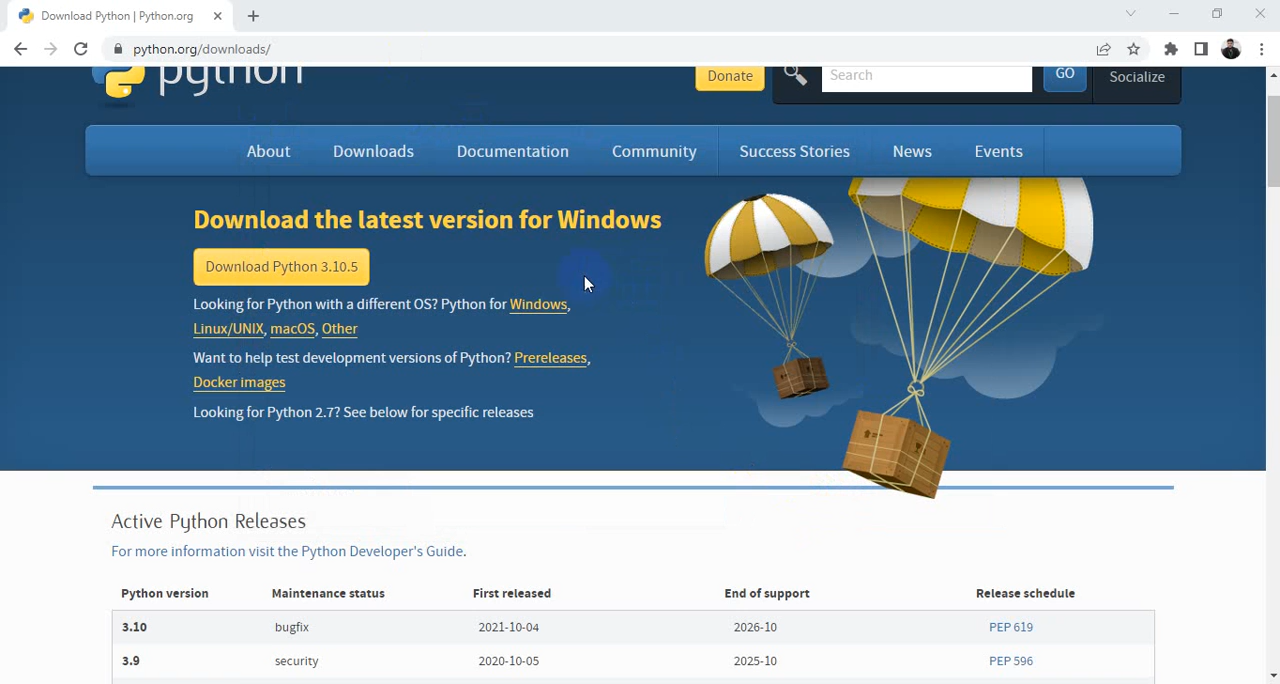 Download Python | Python.org
python.org/downloads/
python
Donate
Search
GO
Socialize
About Downloads Documentation Community Success Stories News Events
Download the latest version for Windows
Download Python 3.10.5
Looking for Python with a different OS? Python for Windows,
Linux/UNIX, macOS, Other
Want to help test development versions of Python? Prereleases,
Docker images
Looking for Python 2.7? See below for specific releases
Active Python Releases
For more information visit the Python Developer's Guide.
Python version Maintenance status First released End of support Release schedule
3.10 bugfix 2021-10-04 2026-10 PEP 619
3.9 security 2020-10-05 2025-10 PEP 596